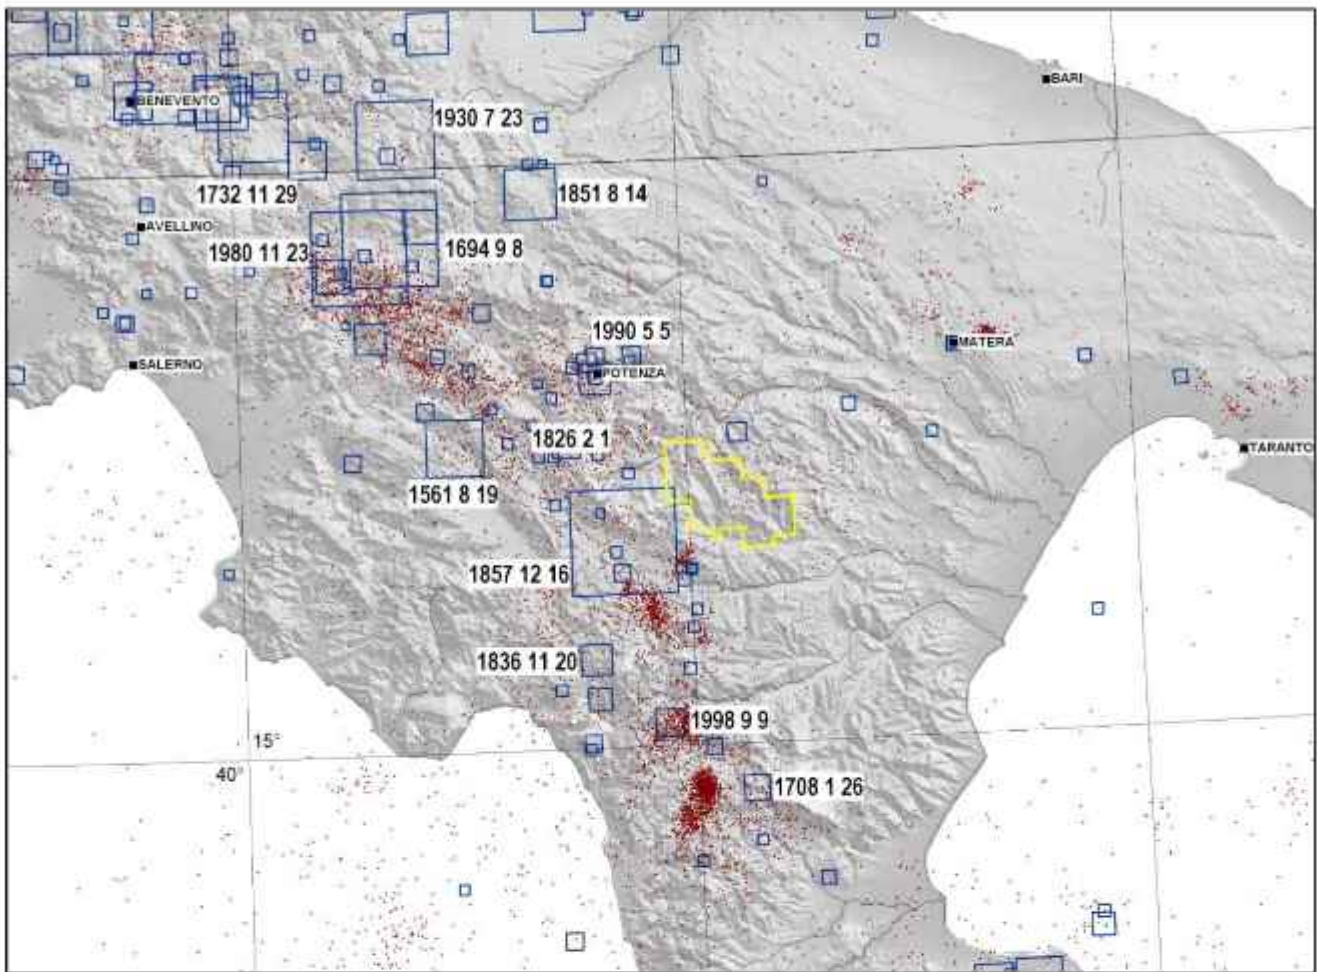 BARI
BENEVENTO
1930 7 23
1732 11 29
1851 8 14
AVELLINO
1980 11 23
1694 9 8
1990 5 5
MATERA
SALERNO
POTENZA
1826 2 1
TARANTO
1561 8 19
1857 12 16
1836 11 20
1998 9 9
15°
40°
1708 1 26